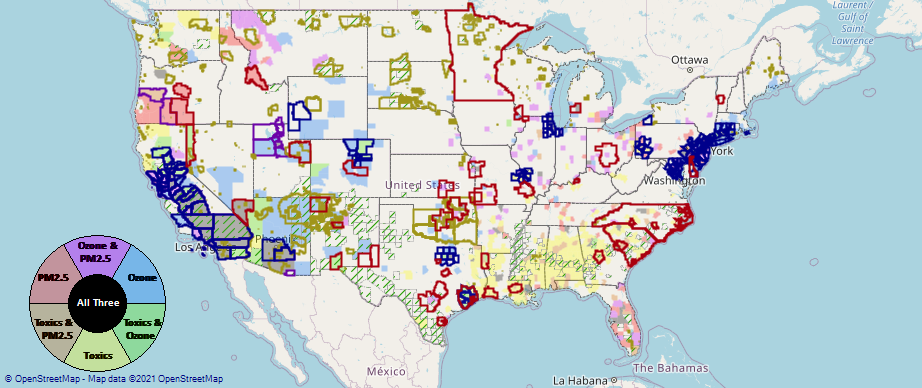 Laurentia /
Gulf of
Saint
Lawrence
Ottawa
York
Washington
United States
Phoenix
Los Angeles
Ozone &
PM2.5
PM2.5
Ozone
All Three
Toxics &
PM2.5
Toxics &
Ozone
Toxics
México
The Bahamas
La Habana
© OpenStreetMap - Map data ©2021 OpenStreetMap